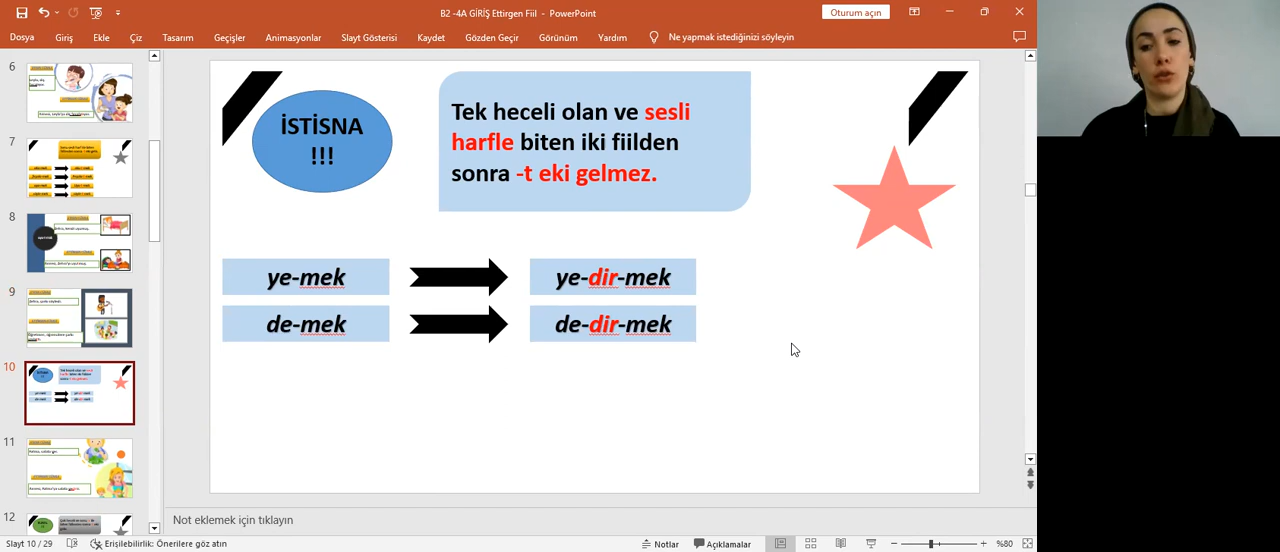 B2 -4A GİRİŞ Ettirgen Fiil - PowerPoint
Oturum açın
Dosya Giriş Ekle Çiz Tasarım Geçişler Animasyonlar Slayt Gösterisi Kaydet Gözden Geçir Görünüm Yardım Ne yapmak istediğinizi söyleyin
6
7
8
9
10
11
12
İSTİSNA
!!!
Tek heceli olan ve sesli
harfle biten iki fiilden
sonra -t eki gelmez.
ye-mek
ye-dir-mek
de-mek
de-dir-mek
Not eklemek için tıklayın
Slayt 10 / 29
Erişilebilirlik: Önerilere göz atın
Notlar
Açıklamalar
%80